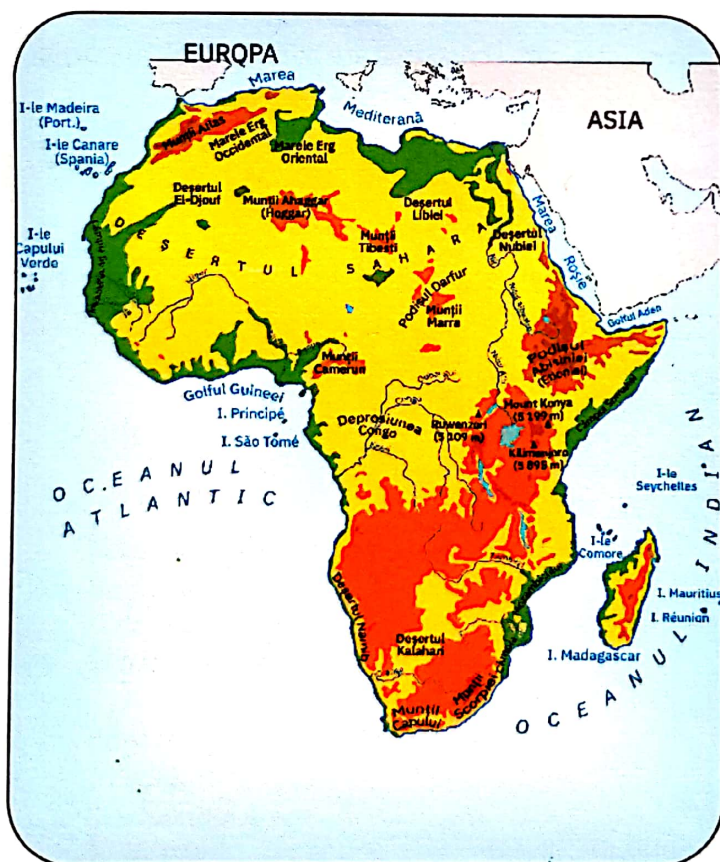 EUROPA
Marea
Mediterană
ASIA
I-le Madeira
(Port.)
I-le Canare
(Spania)
Munții Atlas
Marele Erg
Occidental
Marele Erg
Oriental
Deșertul
El-Djouf
Munții Ahaggar
(Hoggar)
Deșertul
Libiei
Munții
Tibesti
Marea
Roșie
I-le
Capului
Verde
DEȘERTUL SAHARA
Deșertul
Nubiei
Podișul Darfur
Munții
Marra
Golful Aden
Podișul
Abisiniei
(Etiopiei)
Munții
Camerun
Golful Guineei
I. Principé
I. São Tomé
Depresiunea
Congo
Congo
Ruwenzori
(5 109 m)
Mount Kenya
(5 199 m)
Kilimanjaro
(5 895 m)
OCEANUL
ATLANTIC
I-le
Seychelles
I-le
Comore
I. Mauritius
I. Réunion
I. Madagascar
OCEANUL INDIAN
Deșertul Namib
Deșertul
Kalahari
Munții
Scorpiei
Munții
Capului